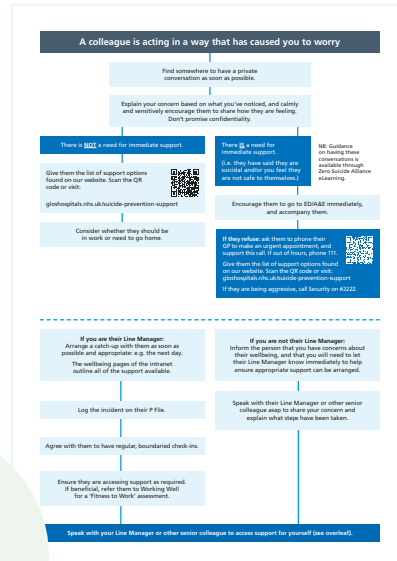 A colleague is acting in a way that has caused you to worry
Find somewhere to have a private
conversation as soon as possible.
Explain your concern based on what you've noticed, and calmly
and sensitively encourage them to share how they are feeling.
Don't promise confidentiality.
There is NOT a need for immediate support.
Give them the list of support options
found on our website. Scan the QR
code or visit:
gloshospitals.nhs.uk/suicide-prevention-support
Consider whether they should be
in work or need to go home.
There IS a need for
immediate support.
(i.e. they have said they are
suicidal and/or you feel they
are not safe to themselves.)
NB: Guidance
on having these
conversations is
available through
Zero Suicide Alliance
eLearning.
Encourage them to go to ED/A&E immediately,
and accompany them.
If they refuse: ask them to phone their
GP to make an urgent appointment, and
support this call. If out of hours, phone 111.
Give them the list of support options found
on our website. Scan the QR code or visit:
gloshospitals.nhs.uk/suicide-prevention-support
If they are being aggressive, call Security on #2222.
If you are their Line Manager:
Arrange a catch-up with them as soon as
possible and appropriate: e.g. the next day.
The wellbeing pages of the intranet
outline all of the support available.
Log the incident on their P File.
Agree with them to have regular, boundaried check-ins.
Ensure they are accessing support as required.
If beneficial, refer them to Working Well
for a 'Fitness to Work' assessment.
If you are not their Line Manager:
Inform the person that you have concerns about
their wellbeing, and that you will need to let
their Line Manager know immediately to help
ensure appropriate support can be arranged.
Speak with their Line Manager or other senior
colleague asap to share your concern and
explain what steps have been taken.
Speak with your Line Manager or other senior colleague to access support for yourself (see overleaf).